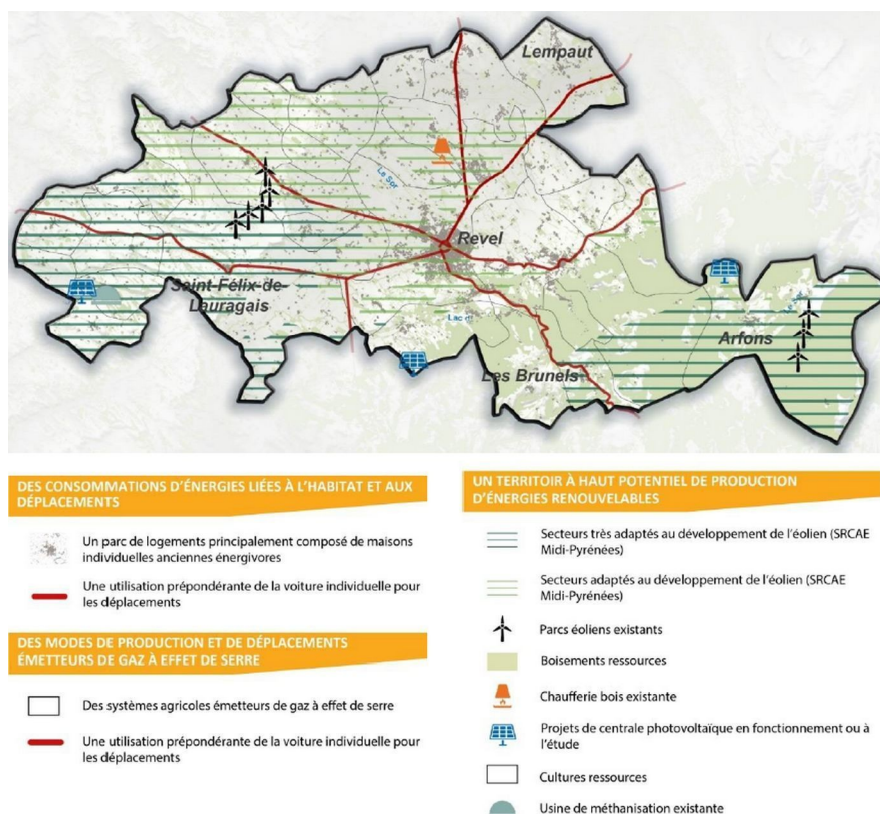 Lempaut
Le Sor
Revel
Saint-Félix-de-
Lauragais
Lac d
Arfons
Les Brunels
DES CONSOMMATIONS D'ÉNERGIES LIÉES À L'HABITAT ET AUX
DÉPLACEMENTS
Un parc de logements principalement composé de maisons
individuelles anciennes énergivores
Une utilisation prépondérante de la voiture individuelle pour
les déplacements
DES MODES DE PRODUCTION ET DE DÉPLACEMENTS
ÉMETTEURS DE GAZ À EFFET DE SERRE
Des systèmes agricoles émetteurs de gaz à effet de serre
Une utilisation prépondérante de la voiture individuelle pour
les déplacements
UN TERRITOIR À HAUT POTENTIEL DE PRODUCTION
D'ÉNERGIES RENOUVELABLES
Secteurs très adaptés au développement de l'éolien (SRCAE
Midi-Pyrénées)
Secteurs adaptés au développement de l'éolien (SRCAE
Midi-Pyrénées)
Parcs éoliens existants
Boisements ressources
Chaufferie bois existante
Projets de centrale photovoltaïque en fonctionnement ou à
l'étude
Cultures ressources
Usine de méthanisation existante